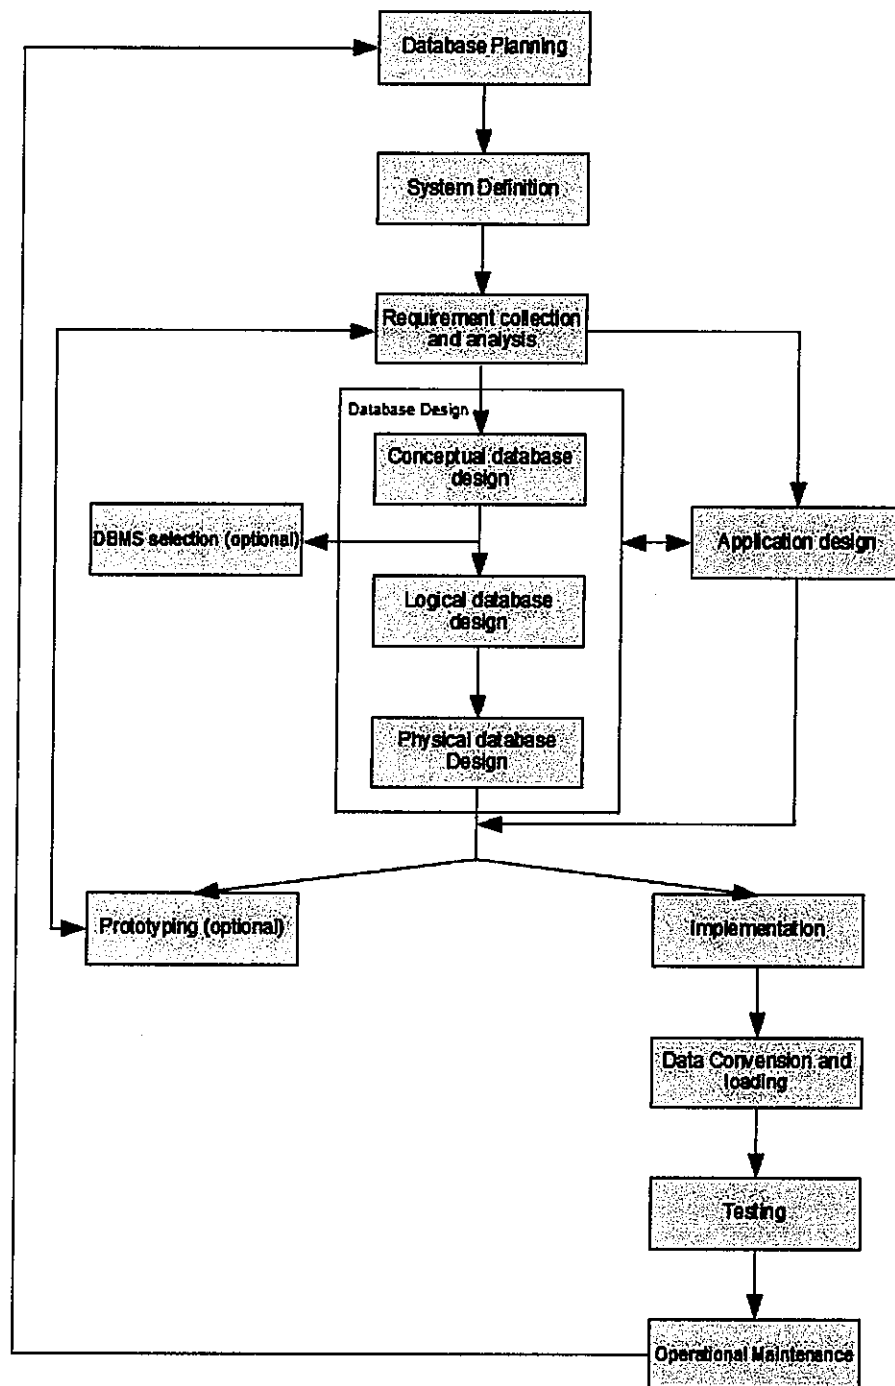 Database Planning
System Definition
Requirement collection
and analysis
Database Design
Conceptual database
design
DBMS selection (optional)
Application design
Logical database
design
Physical database
Design
Prototyping (optional)
Implementation
Data Convension and
loading
Testing
Operational Maintenance